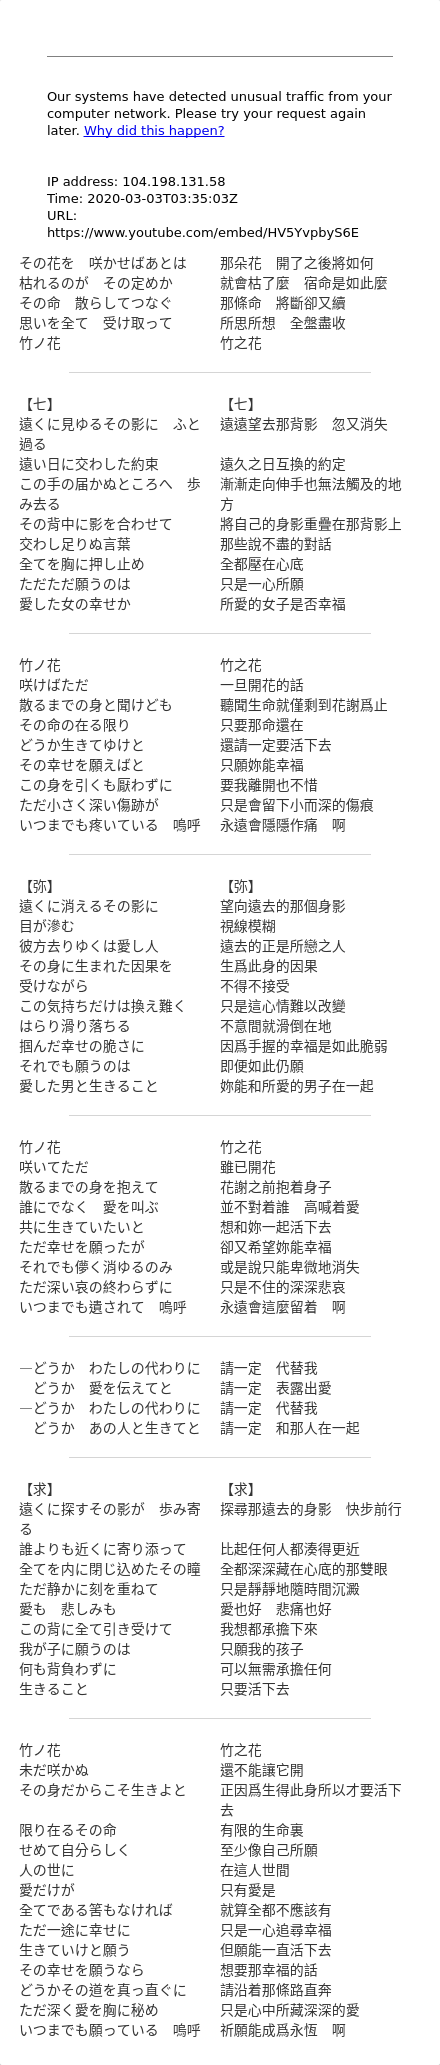 Our systems have detected unusual traffic from your
computer network. Please try your request again
later. Why did this happen?
IP address: 104.198.131.58
Time: 2020-03-03T03:35:03Z
URL:
https://www.youtube.com/embed/HV5YvpbyS6E
その花を　咲かせばあとは
枯れるのが　その定めか
その命　散らしてつなぐ
思いを全て　受け取って
竹ノ花
那朵花　開了之後將如何
就會枯了麼　宿命是如此麼
那條命　將斷卻又續
所思所想　全盤盡收
竹之花
【七】
遠くに見ゆるその影に　ふと
過る
遠い日に交わした約束
この手の届かぬところへ　歩
み去る
その背中に影を合わせて
交わし足りぬ言葉
全てを胸に押し止め
ただただ願うのは
愛した女の幸せか
【七】
遠遠望去那背影　忽又消失
遠久之日互換的約定
漸漸走向伸手也無法觸及的地
方
將自己的身影重疊在那背影上
那些說不盡的對話
全都壓在心底
只是一心所願
所愛的女子是否幸福
竹ノ花
咲けばただ
散るまでの身と聞けども
その命の在る限り
どうか生きてゆけと
その幸せを願えばと
この身を引くも厭わずに
ただ小さく深い傷跡が
いつまでも疼いている　嗚呼
竹之花
一旦開花的話
聽聞生命就僅剩到花謝爲止
只要那命還在
還請一定要活下去
只願妳能幸福
要我離開也不惜
只是會留下小而深的傷痕
永遠會隱隱作痛　啊
【弥】
遠くに消えるその影に
目が滲む
彼方去りゆくは愛し人
その身に生まれた因果を
受けながら
この気持ちだけは換え難く
はらり滑り落ちる
掴んだ幸せの脆さに
それでも願うのは
愛した男と生きること
【弥】
望向遠去的那個身影
視線模糊
遠去的正是所戀之人
生爲此身的因果
不得不接受
只是這心情難以改變
不意間就滑倒在地
因爲手握的幸福是如此脆弱
即便如此仍願
妳能和所愛的男子在一起
竹ノ花
咲いてただ
散るまでの身を抱えて
誰にでなく　愛を叫ぶ
共に生きていたいと
ただ幸せを願ったが
それでも儚く消ゆるのみ
ただ深い哀の終わらずに
いつまでも遺されて　嗚呼
竹之花
雖已開花
花謝之前抱着身子
並不對着誰　高喊着愛
想和妳一起活下去
卻又希望妳能幸福
或是說只能卑微地消失
只是不住的深深悲哀
永遠會這麼留着　啊
―どうか　わたしの代わりに
　どうか　愛を伝えてと
―どうか　わたしの代わりに
　どうか　あの人と生きてと
請一定　代替我
請一定　表露出愛
請一定　代替我
請一定　和那人在一起
【求】
遠くに探すその影が　歩み寄
る
誰よりも近くに寄り添って
全てを内に閉じ込めたその瞳
ただ静かに刻を重ねて
愛も　悲しみも
この背に全て引き受けて
我が子に願うのは
何も背負わずに
生きること
【求】
探尋那遠去的身影　快步前行
比起任何人都湊得更近
全都深深藏在心底的那雙眼
只是靜靜地隨時間沉澱
愛也好　悲痛也好
我想都承擔下來
只願我的孩子
可以無需承擔任何
只要活下去
竹ノ花
未だ咲かぬ
その身だからこそ生きよと
限り在るその命
せめて自分らしく
人の世に
愛だけが
全てである筈もなければ
ただ一途に幸せに
生きていけと願う
その幸せを願うなら
どうかその道を真っ直ぐに
ただ深く愛を胸に秘め
いつまでも願っている　嗚呼
竹之花
還不能讓它開
正因爲生得此身所以才要活下
去
有限的生命裏
至少像自己所願
在這人世間
只有愛是
就算全都不應該有
只是一心追尋幸福
但願能一直活下去
想要那幸福的話
請沿着那條路直奔
只是心中所藏深深的愛
祈願能成爲永恆　啊